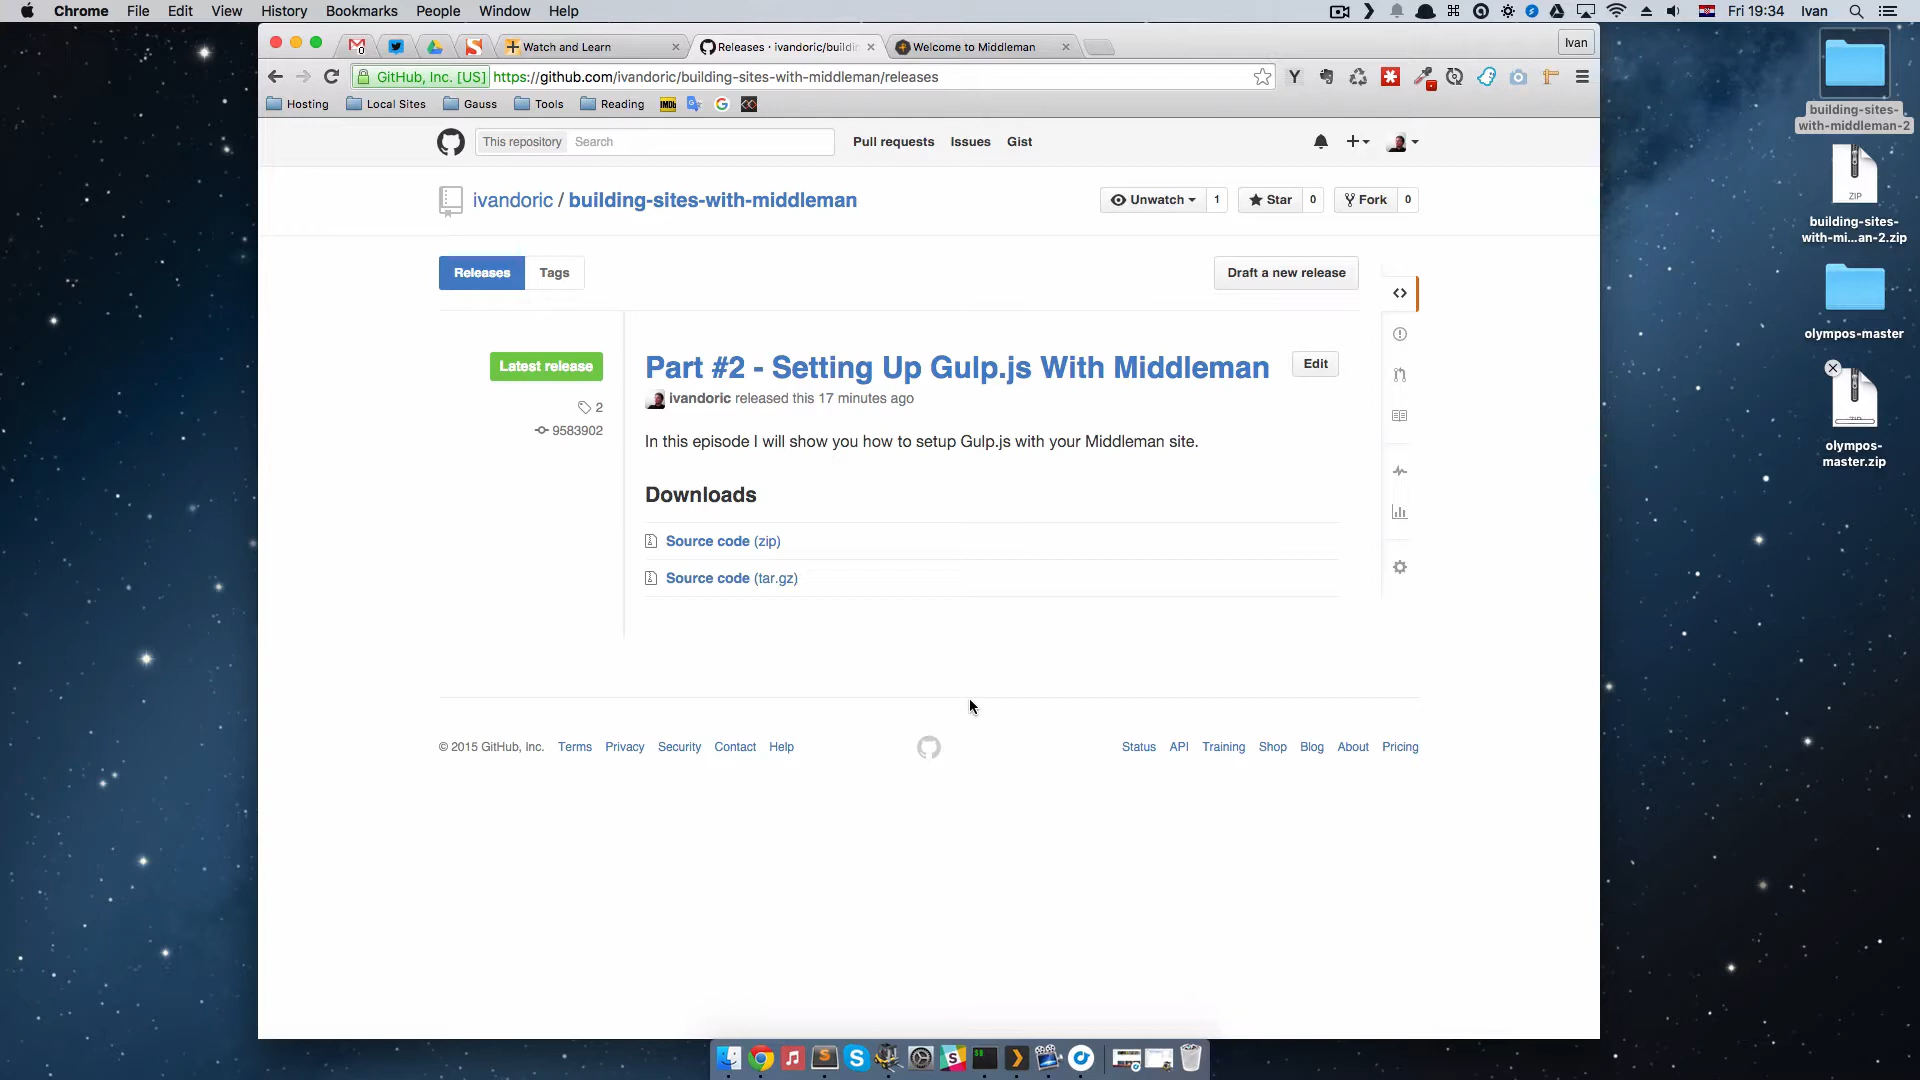 Chrome File Edit View History Bookmarks People Window Help
Fri 19:34 Ivan
Watch and Learn
Releases · ivandoric/buildin
Welcome to Middleman
Ivan
GitHub, Inc. [US] https://github.com/ivandoric/building-sites-with-middleman/releases
Hosting Local Sites Gauss Tools Reading IMDb
This repository Search Pull requests Issues Gist
ivandoric / building-sites-with-middleman
Unwatch 1 Star 0 Fork 0
Releases Tags Draft a new release
Latest release
2
9583902
Part #2 - Setting Up Gulp.js With Middleman Edit
ivandoric released this 17 minutes ago
In this episode I will show you how to setup Gulp.js with your Middleman site.
Downloads
Source code (zip)
Source code (tar.gz)
© 2015 GitHub, Inc. Terms Privacy Security Contact Help
Status API Training Shop Blog About Pricing
building-sites-
with-middleman-2
ZIP
building-sites-
with-mi...an-2.zip
olympos-master
olympos-
master.zip